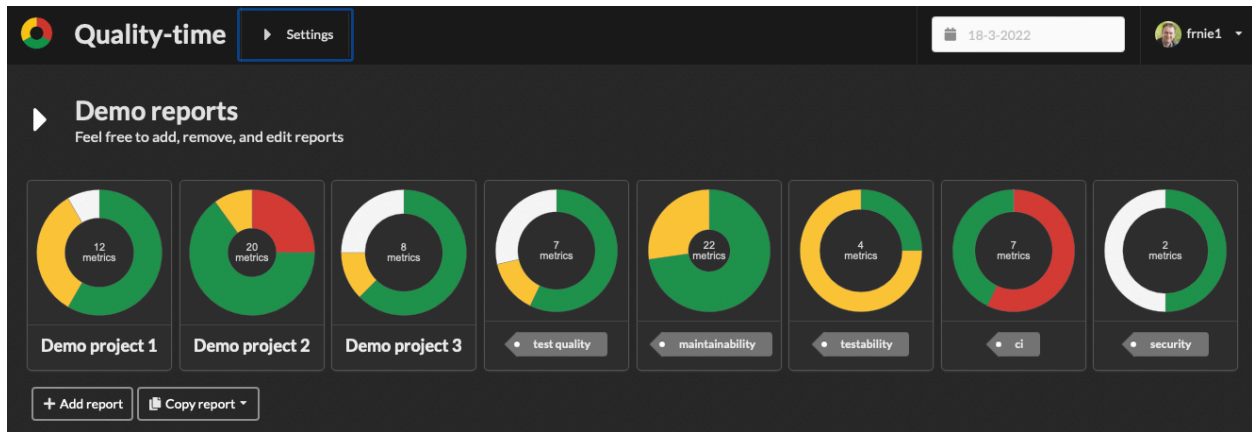 Quality-time
Settings
18-3-2022
frnie1
Demo reports
Feel free to add, remove, and edit reports
12
metrics
Demo project 1
20
metrics
Demo project 2
8
metrics
Demo project 3
7
metrics
test quality
22
metrics
maintainability
4
metrics
testability
7
metrics
ci
2
metrics
security
+ Add report
Copy report